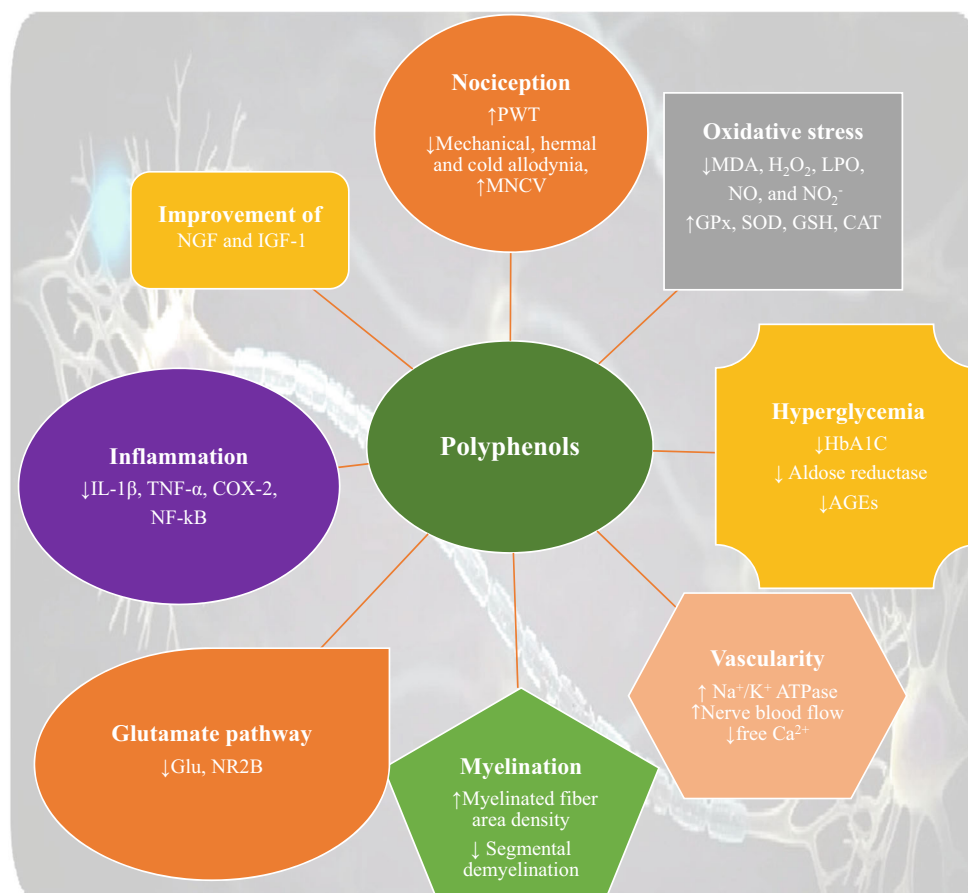 Nociception
↑PWT
↓Mechanical, hermal
and cold allodynia,
↑MNCV
Oxidative stress
↓MDA, H₂O₂, LPO,
NO, and NO₂⁻
↑GPx, SOD, GSH, CAT
Improvement of
NGF and IGF-1
Hyperglycemia
↓HbA1C
↓ Aldose reductase
↓AGEs
Polyphenols
Inflammation
↓IL-1β, TNF-α, COX-2,
NF-kB
Vascularity
↑ Na⁺/K⁺ ATPase
↑Nerve blood flow
↓free Ca²⁺
Glutamate pathway
↓Glu, NR2B
Myelination
↑Myelinated fiber
area density
↓ Segmental
demyelination